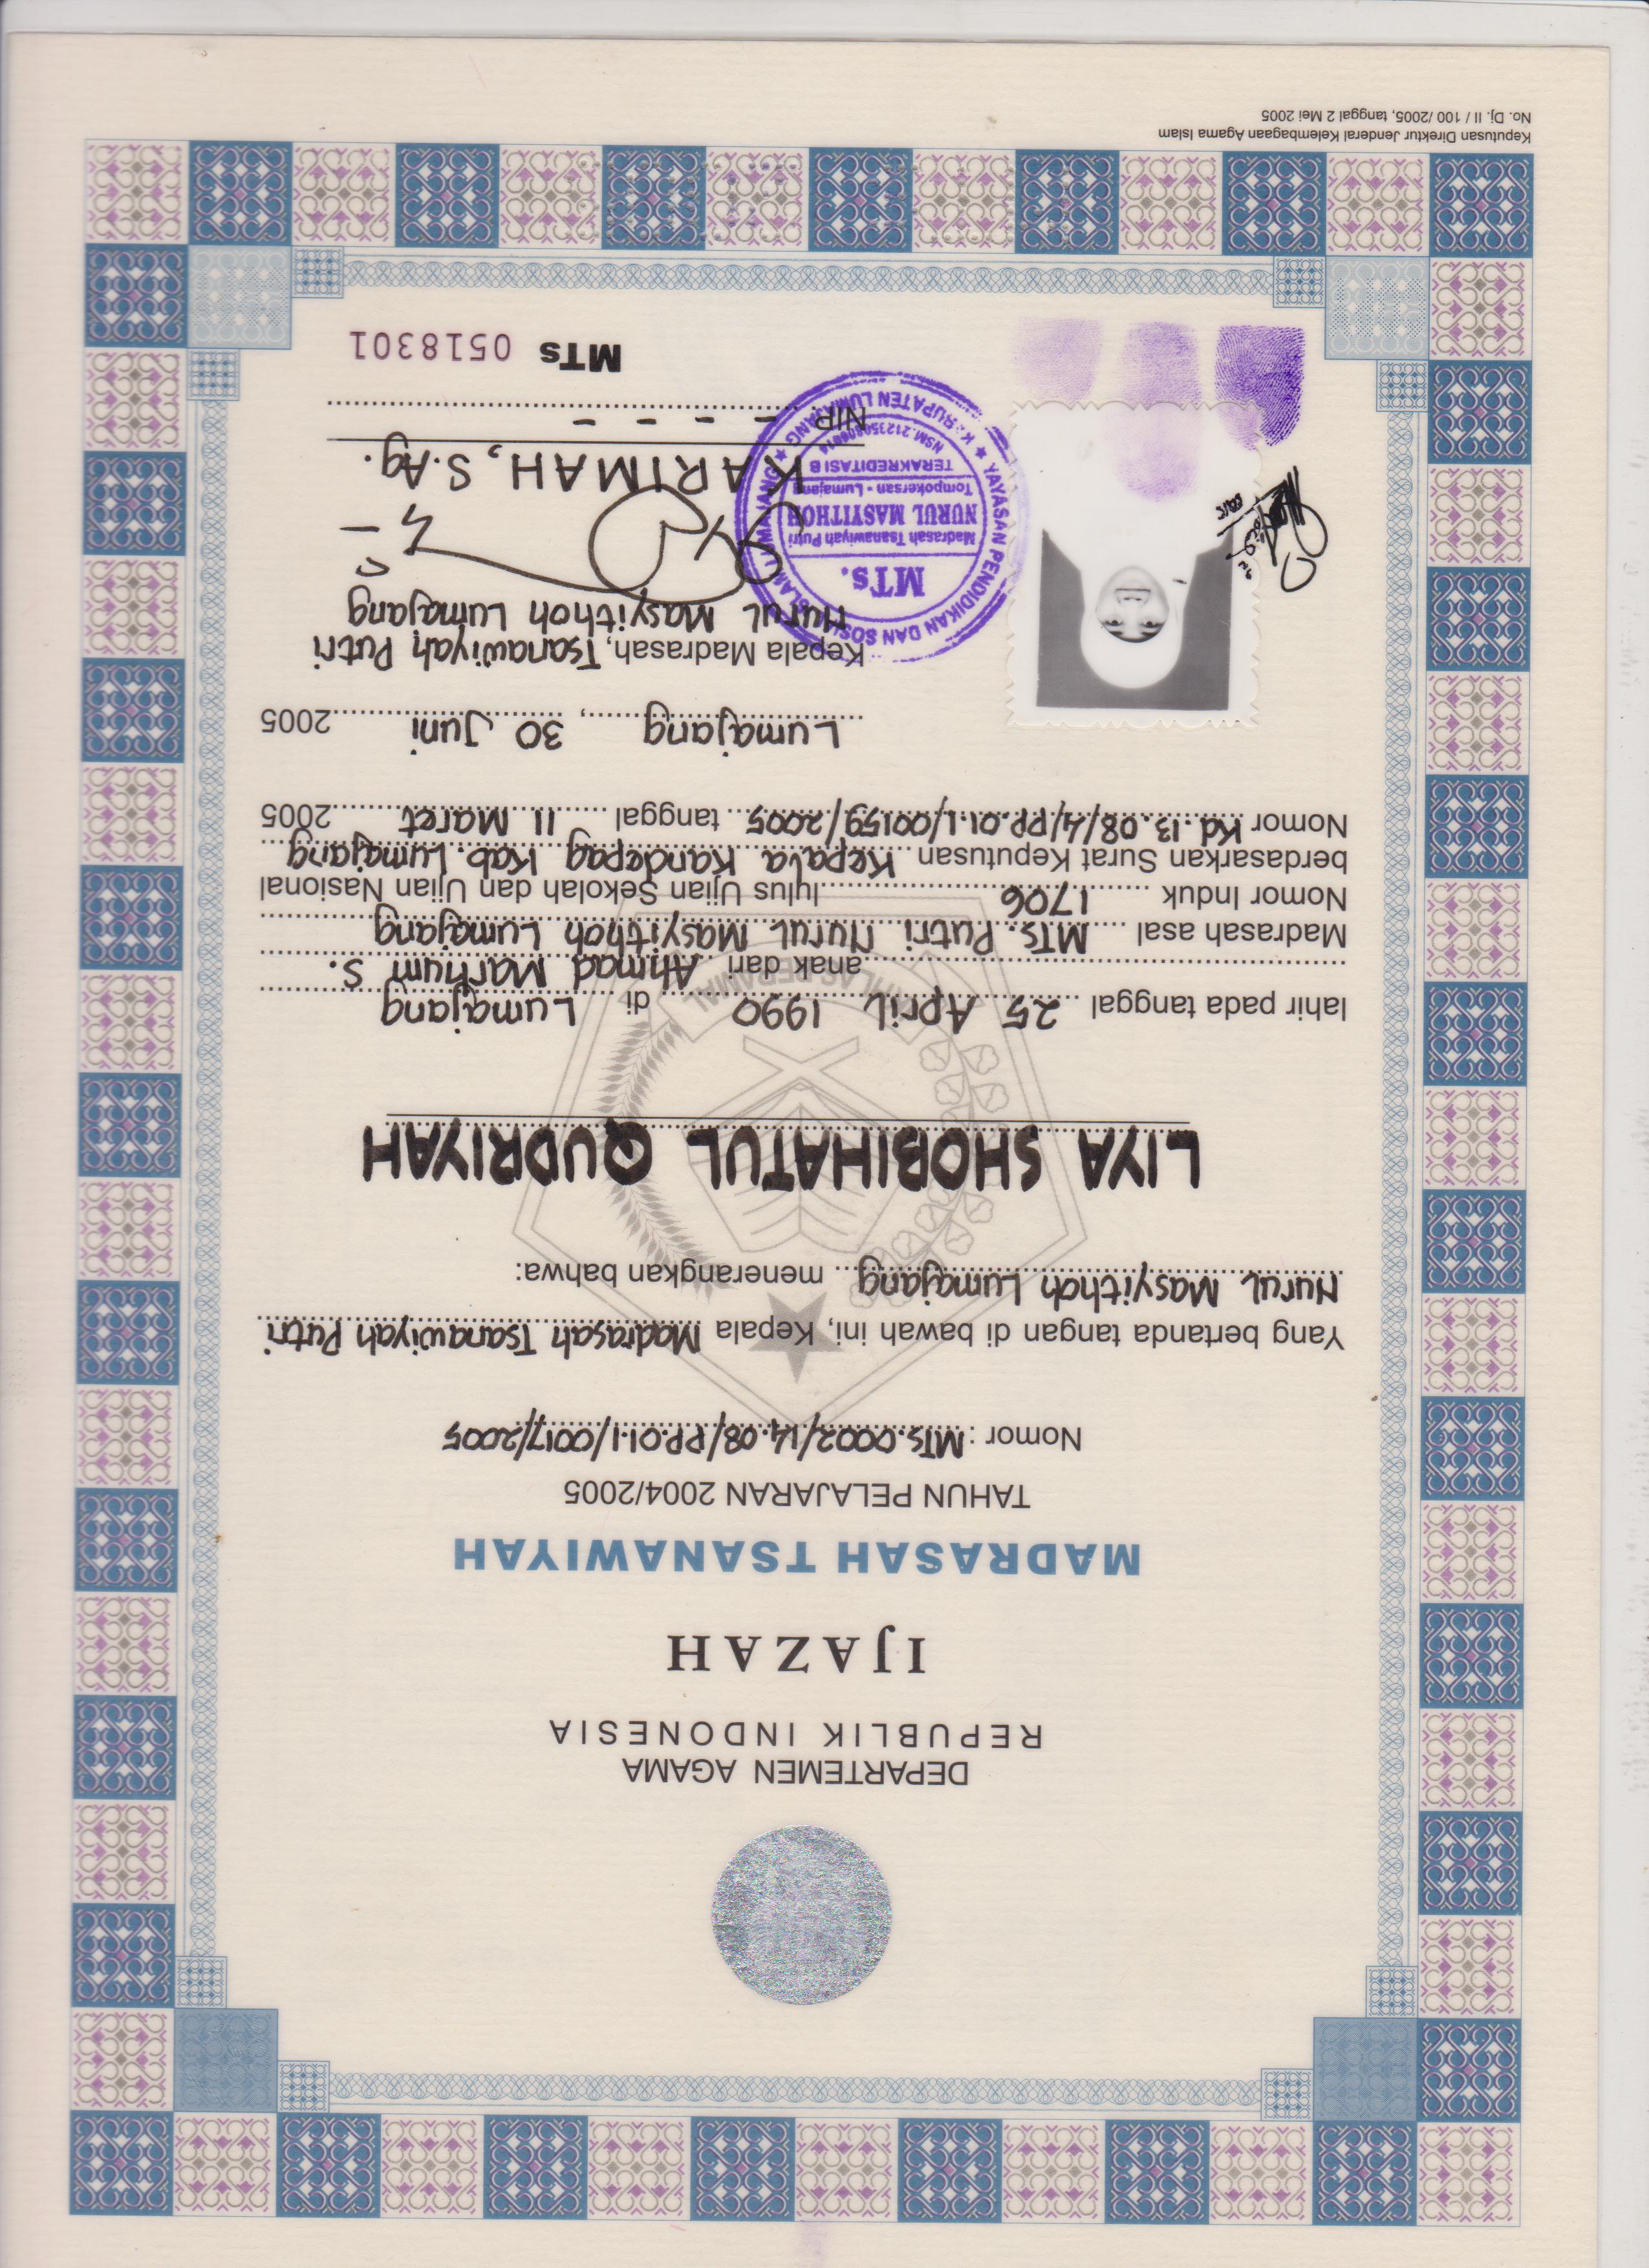 DEPARTEMEN AGAMA
REPUBLIK INDONESIA
IJAZAH
MADRASAH TSANAWIYAH
TAHUN PELAJARAN 2004/2005
Nomor : MTs.0002/14.08/PP.01.1/0017/2005
Yang bertanda tangan di bawah ini, Kepala Madrasah Tsanawiyah Putri
Nurul Masyithoh Lumajang menerangkan bahwa:
LIYA SHOBIHATUL QUDRIYAH
lahir pada tanggal 25 April 1990 di Lumajang
anak dari Ahmad Marhum S.
Madrasah asal MTs. Putri Nurul Masyithoh Lumajang
Nomor Induk 1706 lulus Ujian Sekolah dan Ujian Nasional
berdasarkan Surat Keputusan Kepala Kandepag Kab. Lumajang
Nomor Kd.13.08/4/PP.01.1/00159/2005 tanggal 11 Maret 2005
Lumajang, 30 Juni 2005
Kepala Madrasah, Tsanawiyah Putri
Nurul Masyithoh Lumajang
KARIMAH, S.Ag.
NIP. - - - -
YAYASAN PENDIDIKAN DAN SOSIAL ISLAM LUMAJANG
KABUPATEN LUMAJANG
MTs.
Madrasah Tsanawiyah Putri
NURUL MASYITHOH
Tompokersan - Lumajang
TERAKREDITASI B
MTs 0518301
Keputusan Direktur Jenderal Kelembagaan Agama Islam
No. Dj. II / 100 /2005, tanggal 2 Mei 2005